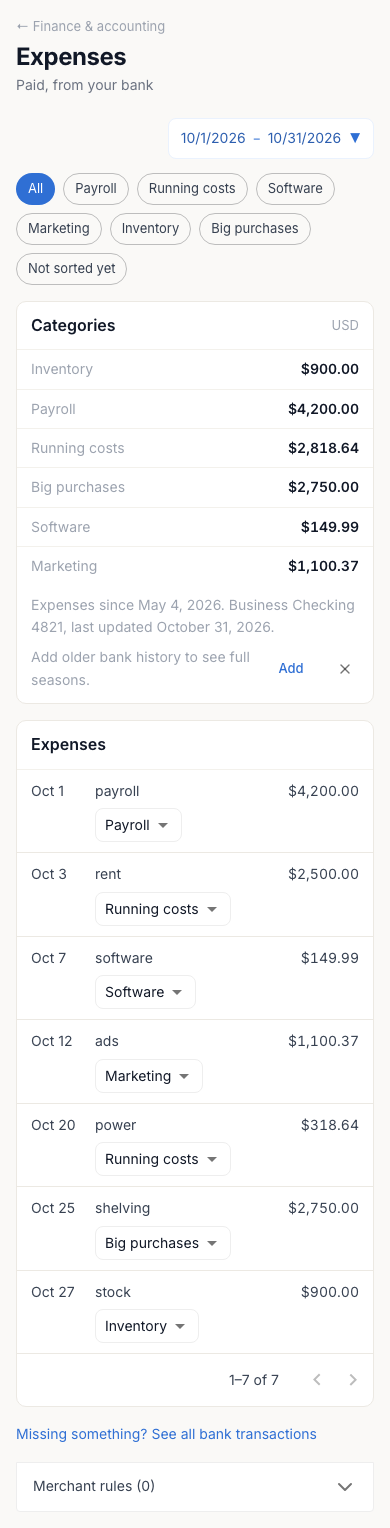 ← Finance & accounting
Expenses
Paid, from your bank
10/1/2026 – 10/31/2026 ▼
All Payroll Running costs Software
Marketing Inventory Big purchases
Not sorted yet
Categories USD
Inventory $900.00
Payroll $4,200.00
Running costs $2,818.64
Big purchases $2,750.00
Software $149.99
Marketing $1,100.37
Expenses since May 4, 2026. Business Checking
4821, last updated October 31, 2026.
Add older bank history to see full
seasons.
Add ×
Expenses
Oct 1 payroll $4,200.00
Payroll
Oct 3 rent $2,500.00
Running costs
Oct 7 software $149.99
Software
Oct 12 ads $1,100.37
Marketing
Oct 20 power $318.64
Running costs
Oct 25 shelving $2,750.00
Big purchases
Oct 27 stock $900.00
Inventory
1–7 of 7
Missing something? See all bank transactions
Merchant rules (0)